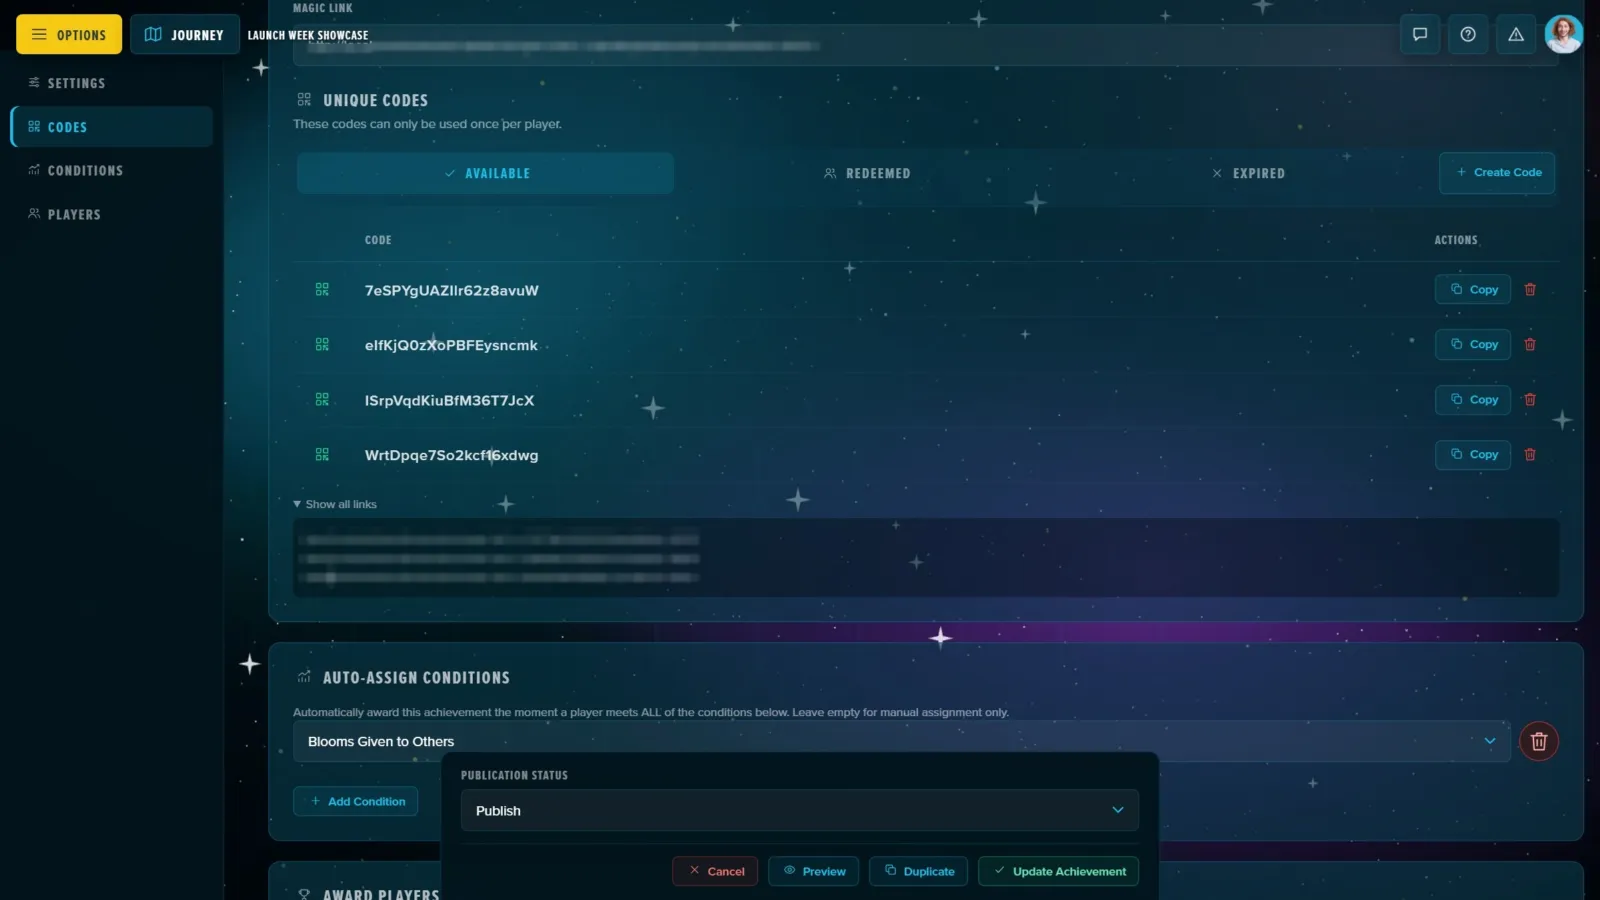 MAGIC LINK
OPTIONS
JOURNEY
LAUNCH WEEK SHOWCASE
SETTINGS
CODES
CONDITIONS
PLAYERS
UNIQUE CODES
These codes can only be used once per player.
AVAILABLE
REDEEMED
EXPIRED
Create Code
CODE
ACTIONS
7eSPYgUAZIlr62z8avuW
Copy
eIfKjQ0zXoPBFEysncmk
Copy
ISrpVqdKiuBfM36T7JcX
Copy
WrtDpqe7So2kcf16xdwg
Copy
Show all links
AUTO-ASSIGN CONDITIONS
Automatically award this achievement the moment a player meets ALL of the conditions below. Leave empty for manual assignment only.
Blooms Given to Others
Add Condition
PUBLICATION STATUS
Publish
Cancel
Preview
Duplicate
Update Achievement
AWARD PLAYERS